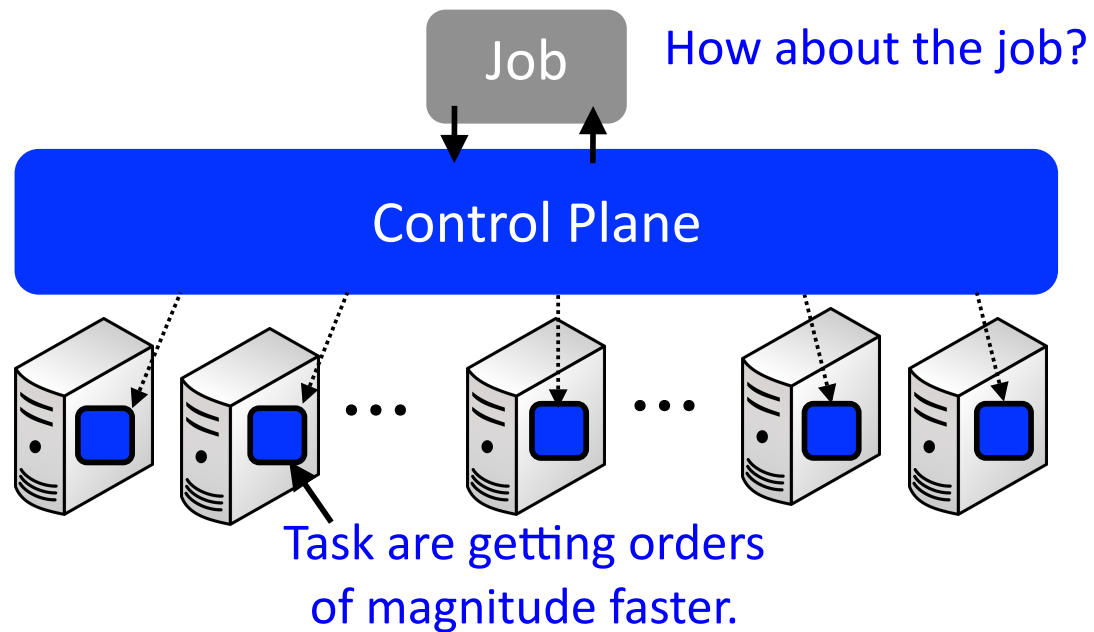 Job
How about the job?
Control Plane
Task are getting orders
of magnitude faster.